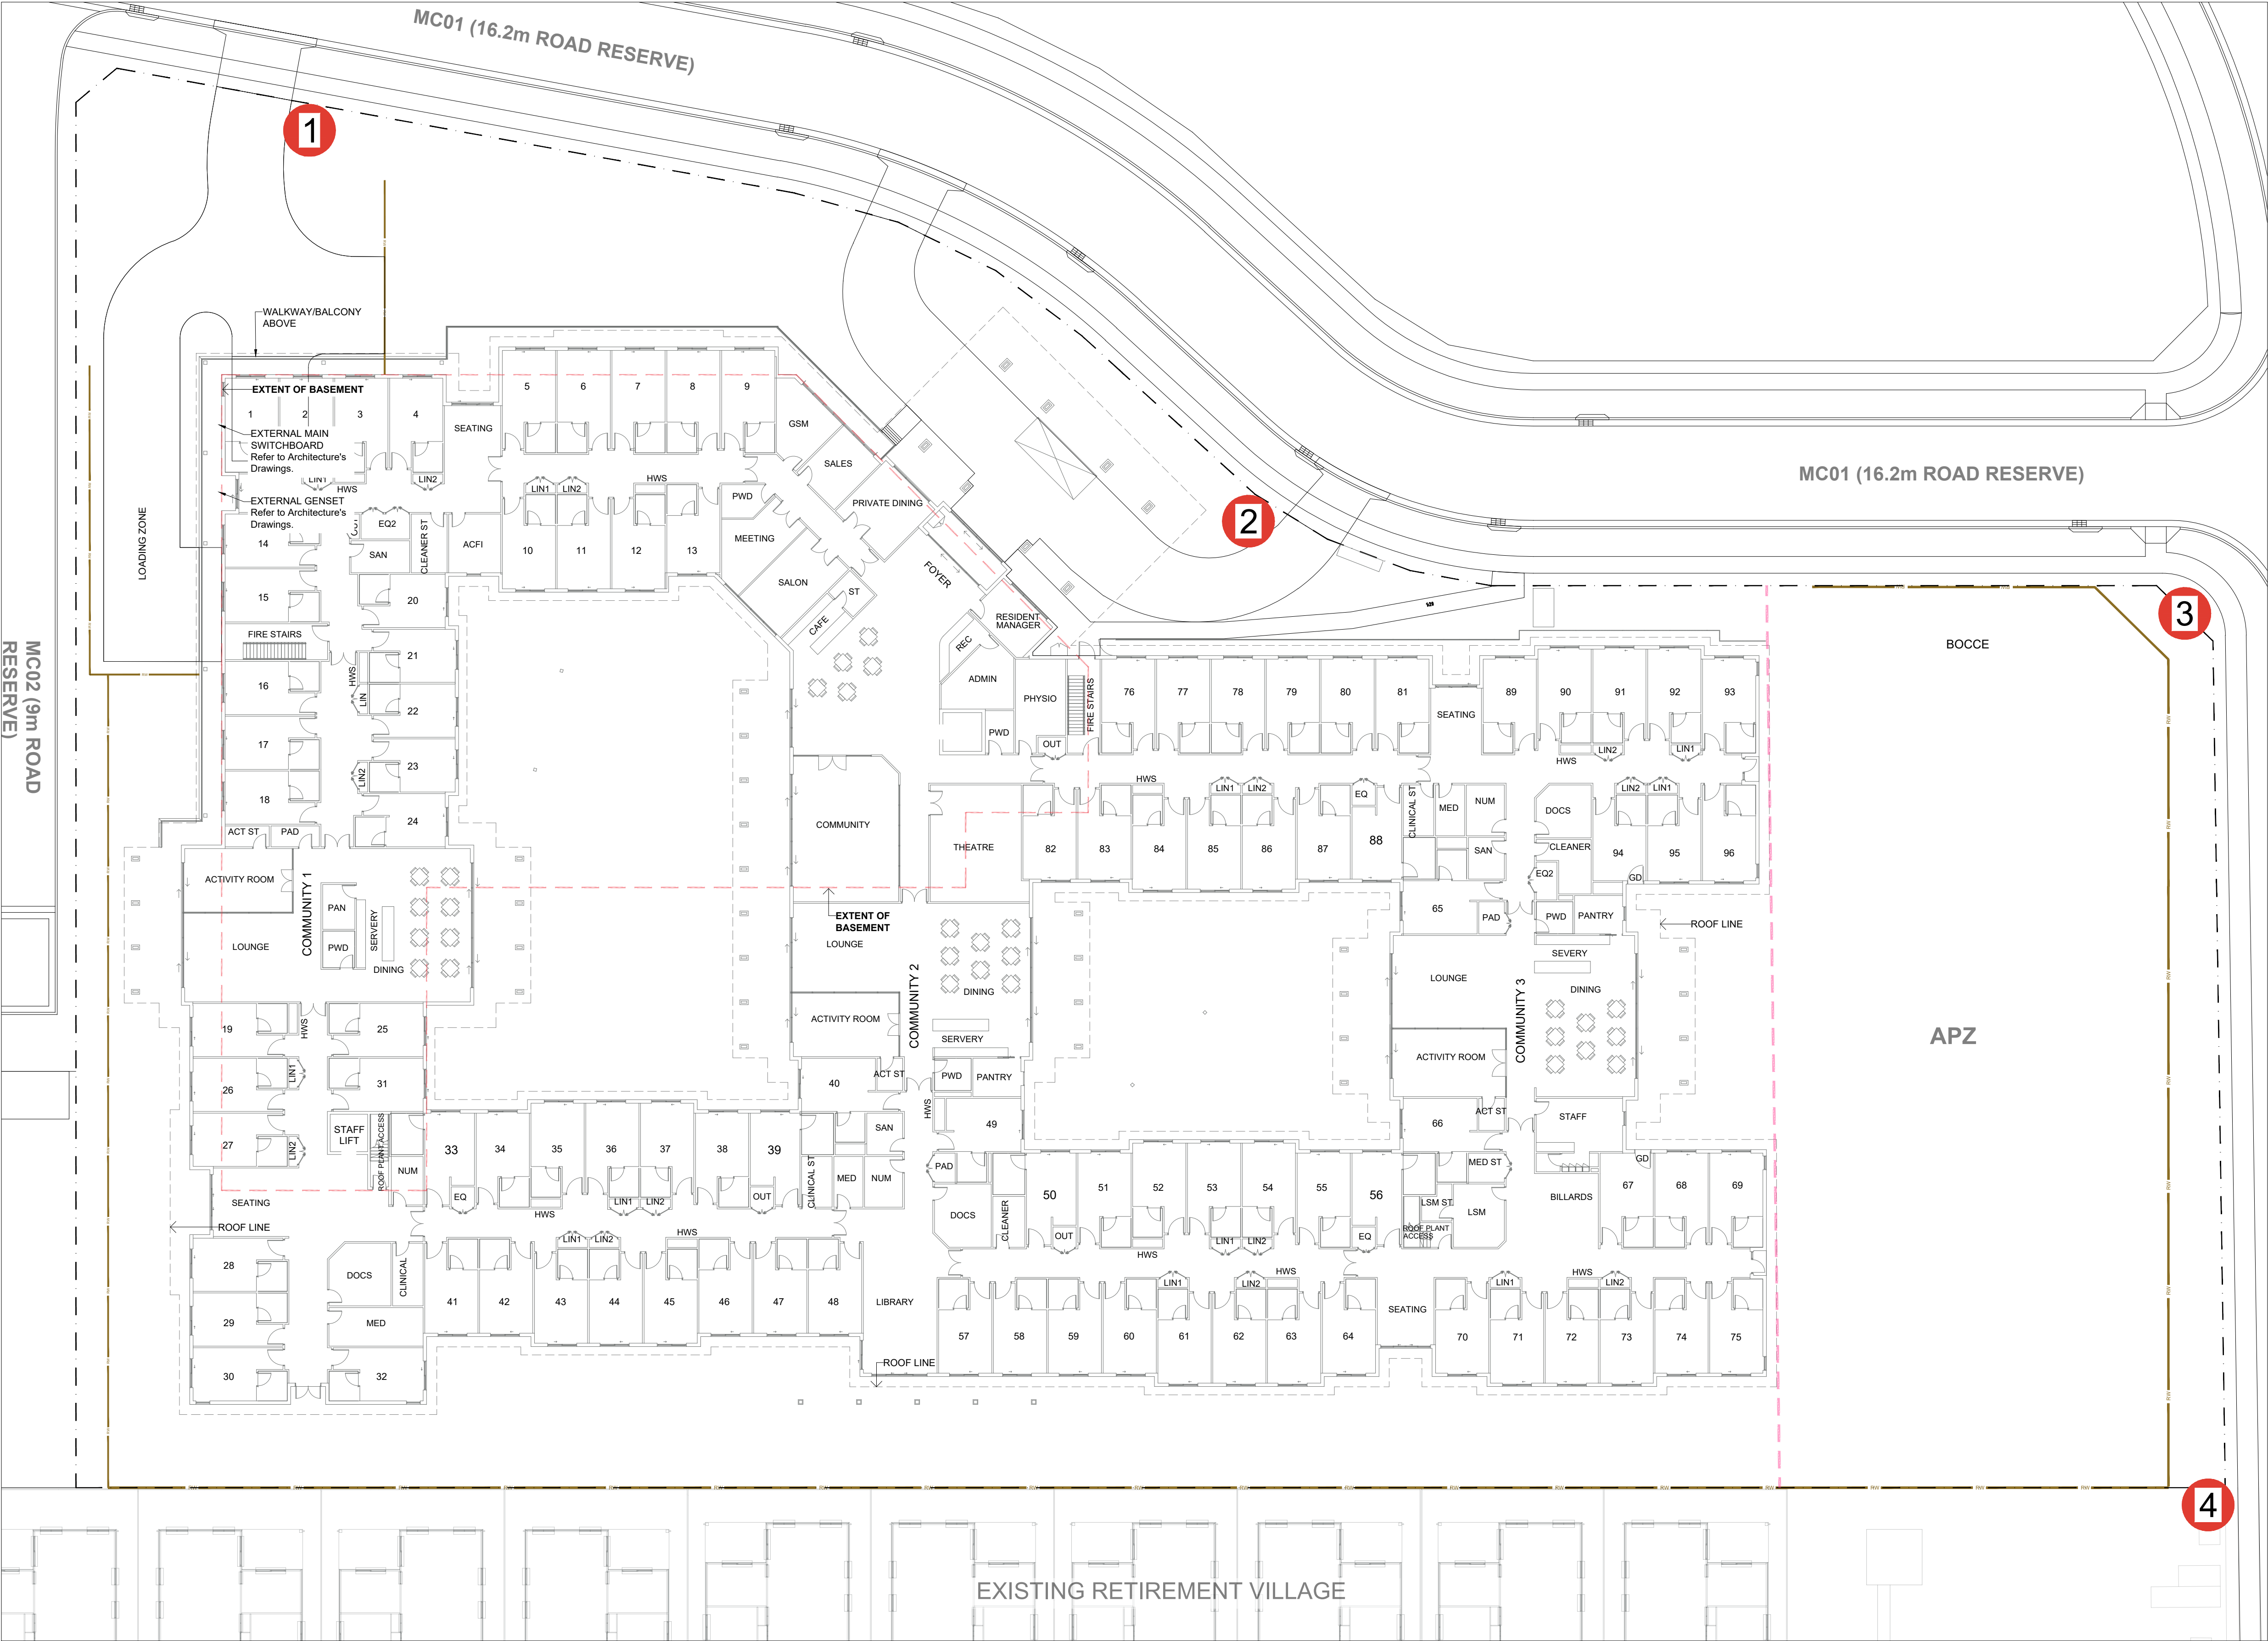 MC01 (16.2m ROAD RESERVE)
1
WALKWAY/BALCONY
ABOVE
EXTENT OF BASEMENT
1
2
3
4
EXTERNAL MAIN
SWITCHBOARD
Refer to Architecture's
Drawings.
LIN1
HWS
LIN2
EXTERNAL GENSET
Refer to Architecture's
Drawings.
SEATING
5
6
7
8
9
GSM
SALES
PRIVATE DINING
LIN1
LIN2
HWS
PWD
MEETING
SALON
ST
CAFE
FOYER
RESIDENT
MANAGER
REC
ADMIN
PHYSIO
PWD
OUT
FIRE STAIRS
2
MC01 (16.2m ROAD RESERVE)
3
BOCCE
LOADING ZONE
MC02 (9m ROAD
RESERVE)
14
EQ2
SAN
CLEANER ST
ACFI
10
11
12
13
15
20
FIRE STAIRS
21
HWS
16
LIN
22
17
23
LIN2
18
24
ACT ST
PAD
ACTIVITY ROOM
COMMUNITY 1
PAN
PWD
SERVERY
LOUNGE
DINING
19
HWS
25
26
LIN1
31
27
LIN2
STAFF
LIFT
ROOF PLANT ACCESS
NUM
SEATING
ROOF LINE
28
29
30
DOCS
CLINICAL
MED
32
33
34
35
36
37
38
39
EQ
HWS
LIN1
LIN2
OUT
CLINICAL ST
MED
NUM
SAN
LIN1
LIN2
HWS
41
42
43
44
45
46
47
48
LIBRARY
ROOF LINE
COMMUNITY
THEATRE
EXTENT OF
BASEMENT
LOUNGE
COMMUNITY 2
DINING
ACTIVITY ROOM
SERVERY
40
ACT ST
PWD
PANTRY
HWS
49
PAD
DOCS
CLEANER
50
OUT
51
52
53
54
55
56
HWS
LIN1
LIN2
EQ
LIN1
LIN2
HWS
57
58
59
60
61
62
63
64
76
77
78
79
80
81
SEATING
89
90
91
92
93
LIN2
LIN1
HWS
HWS
LIN1
LIN2
EQ
82
83
84
85
86
87
88
CLINICAL ST
MED
NUM
SAN
DOCS
CLEANER
LIN2
LIN1
94
95
96
GD
EQ2
65
PAD
PWD
PANTRY
ROOF LINE
SEVERY
LOUNGE
DINING
COMMUNITY 3
ACTIVITY ROOM
66
ACT ST
STAFF
MED ST
GD
LSM ST
LSM
ROOF PLANT
ACCESS
BILLARDS
67
68
69
SEATING
LIN1
HWS
LIN2
70
71
72
73
74
75
APZ
4
EXISTING RETIREMENT VILLAGE